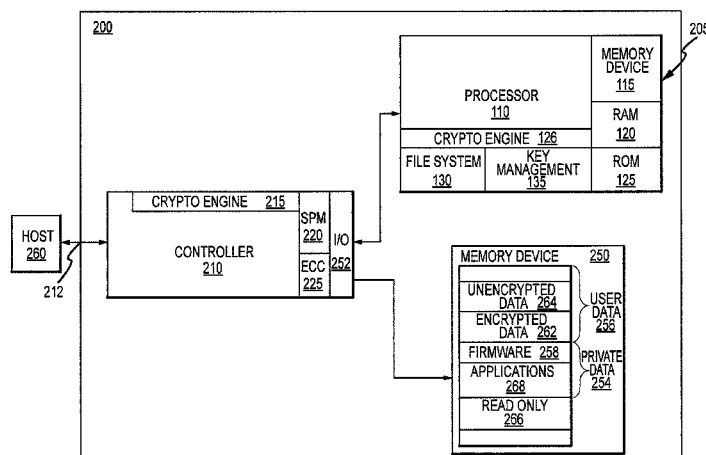 200
205
MEMORY DEVICE
115
PROCESSOR
110
RAM
120
CRYPTO ENGINE 126
FILE SYSTEM
130
KEY
MANAGEMENT
135
ROM
125
CRYPTO ENGINE 215
SPM
220
I/O
252
CONTROLLER
210
ECC
225
HOST
260
212
MEMORY DEVICE 250
UNENCRYPTED
DATA 264
ENCRYPTED
DATA 262
USER
DATA
256
FIRMWARE 258
APPLICATIONS
268
PRIVATE
DATA
254
READ ONLY
266